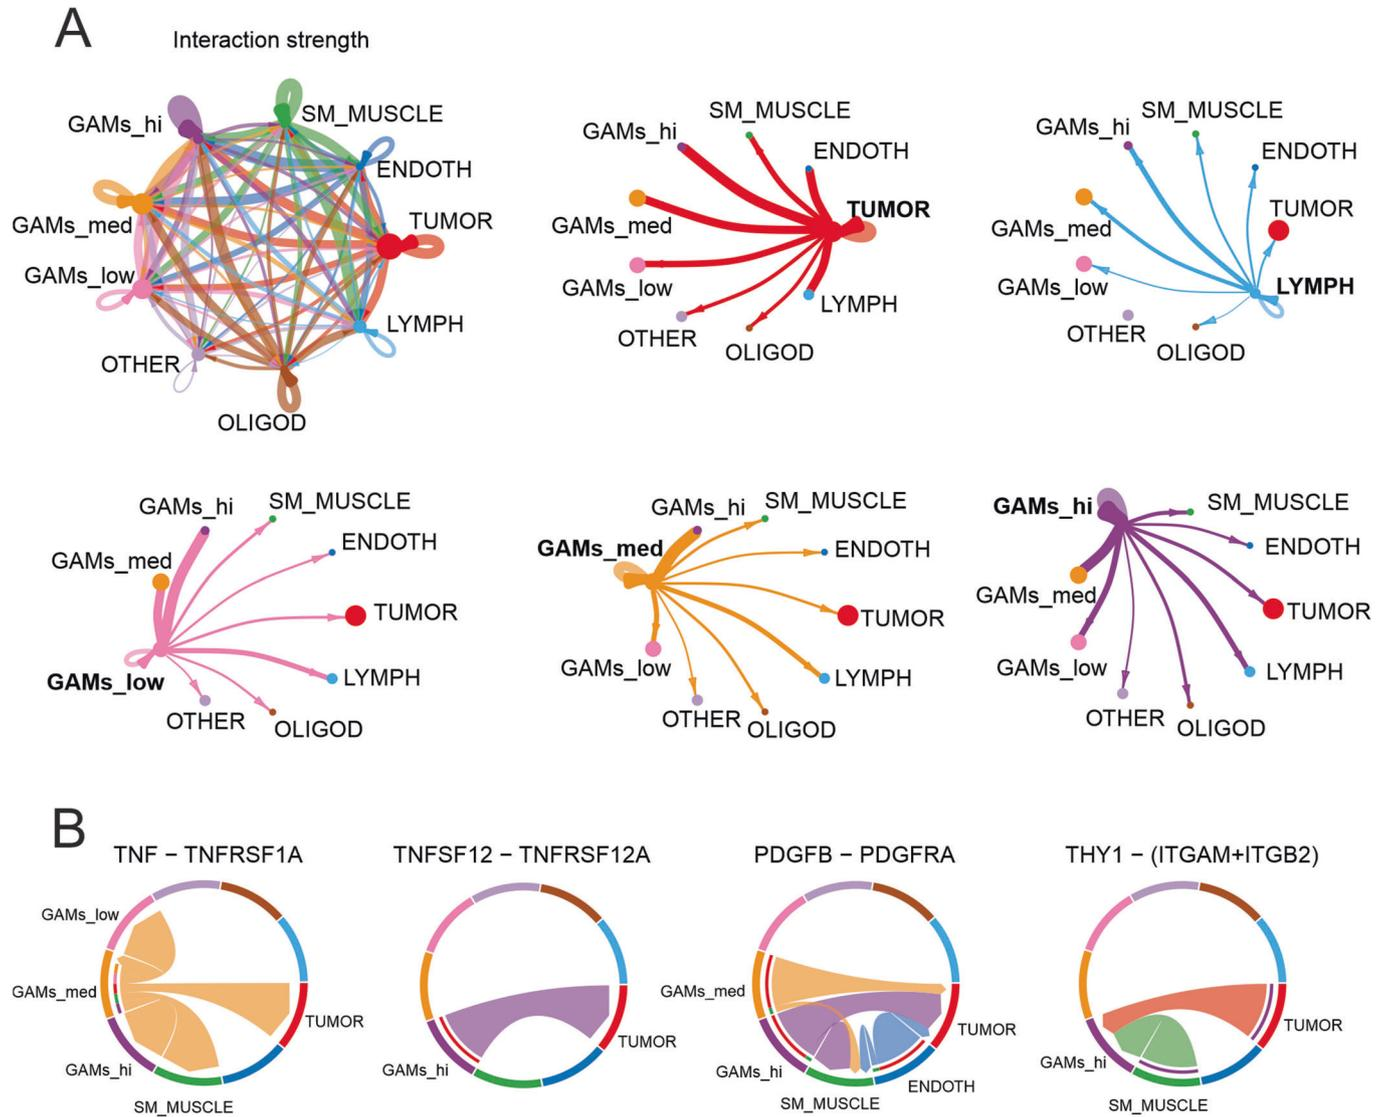 A
Interaction strength
GAMs_hi
SM_MUSCLE
ENDOTH
TUMOR
GAMs_med
GAMs_low
LYMPH
OTHER
OLIGOD
SM_MUSCLE
GAMs_hi
ENDOTH
TUMOR
GAMs_med
GAMs_low
LYMPH
OTHER
OLIGOD
SM_MUSCLE
GAMs_hi
ENDOTH
TUMOR
GAMs_med
GAMs_low
LYMPH
OTHER
OLIGOD
GAMs_hi
SM_MUSCLE
ENDOTH
GAMs_med
TUMOR
GAMs_low
LYMPH
OTHER
OLIGOD
GAMs_hi
SM_MUSCLE
GAMs_med
ENDOTH
TUMOR
GAMs_low
LYMPH
OTHER
OLIGOD
GAMs_hi
SM_MUSCLE
ENDOTH
GAMs_med
TUMOR
GAMs_low
LYMPH
OTHER
OLIGOD
B
TNF − TNFRSF1A
GAMs_low
GAMs_med
TUMOR
GAMs_hi
SM_MUSCLE
TNFSF12 − TNFRSF12A
TUMOR
GAMs_hi
PDGFB − PDGFRA
GAMs_med
TUMOR
GAMs_hi
ENDOTH
SM_MUSCLE
THY1 − (ITGAM+ITGB2)
TUMOR
GAMs_hi
SM_MUSCLE